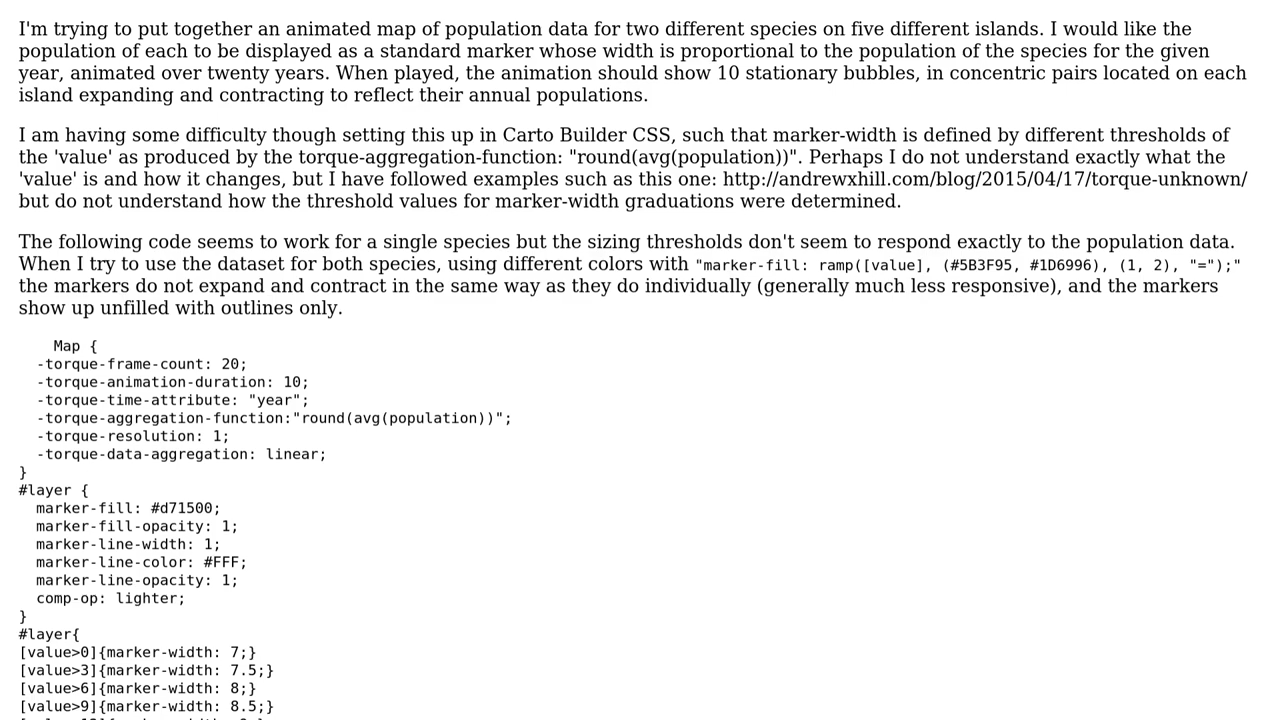 I'm trying to put together an animated map of population data for two different species on five different islands. I would like the
population of each to be displayed as a standard marker whose width is proportional to the population of the species for the given
year, animated over twenty years. When played, the animation should show 10 stationary bubbles, in concentric pairs located on each
island expanding and contracting to reflect their annual populations.
I am having some difficulty though setting this up in Carto Builder CSS, such that marker-width is defined by different thresholds of
the 'value' as produced by the torque-aggregation-function: "round(avg(population))". Perhaps I do not understand exactly what the
'value' is and how it changes, but I have followed examples such as this one: http://andrewxhill.com/blog/2015/04/17/torque-unknown/
but do not understand how the threshold values for marker-width graduations were determined.
The following code seems to work for a single species but the sizing thresholds don't seem to respond exactly to the population data.
When I try to use the dataset for both species, using different colors with "marker-fill: ramp([value], (#5B3F95, #1D6996), (1, 2), "=");"
the markers do not expand and contract in the same way as they do individually (generally much less responsive), and the markers
show up unfilled with outlines only.
Map {
-torque-frame-count: 20;
-torque-animation-duration: 10;
-torque-time-attribute: "year";
-torque-aggregation-function:"round(avg(population))";
-torque-resolution: 1;
-torque-data-aggregation: linear;
}
#layer {
marker-fill: #d71500;
marker-fill-opacity: 1;
marker-line-width: 1;
marker-line-color: #FFF;
marker-line-opacity: 1;
comp-op: lighter;
}
#layer{
[value>0]{marker-width: 7;}
[value>3]{marker-width: 7.5;}
[value>6]{marker-width: 8;}
[value>9]{marker-width: 8.5;}